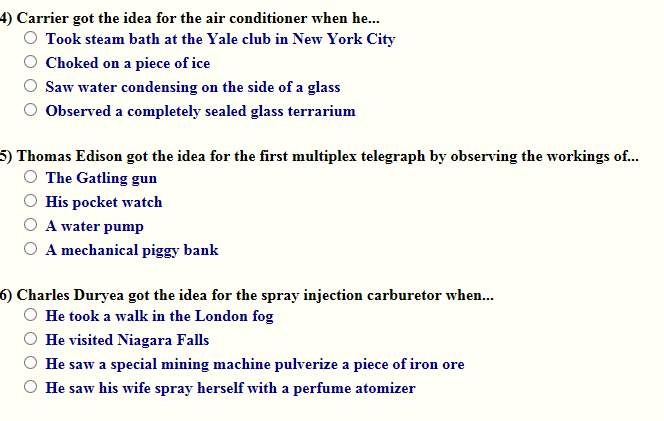 4) Carrier got the idea for the air conditioner when he...
Took steam bath at the Yale club in New York City
Choked on a piece of ice
Saw water condensing on the side of a glass
Observed a completely sealed glass terrarium
5) Thomas Edison got the idea for the first multiplex telegraph by observing the workings of...
The Gatling gun
His pocket watch
A water pump
A mechanical piggy bank
6) Charles Duryea got the idea for the spray injection carburetor when...
He took a walk in the London fog
He visited Niagara Falls
He saw a special mining machine pulverize a piece of iron ore
He saw his wife spray herself with a perfume atomizer